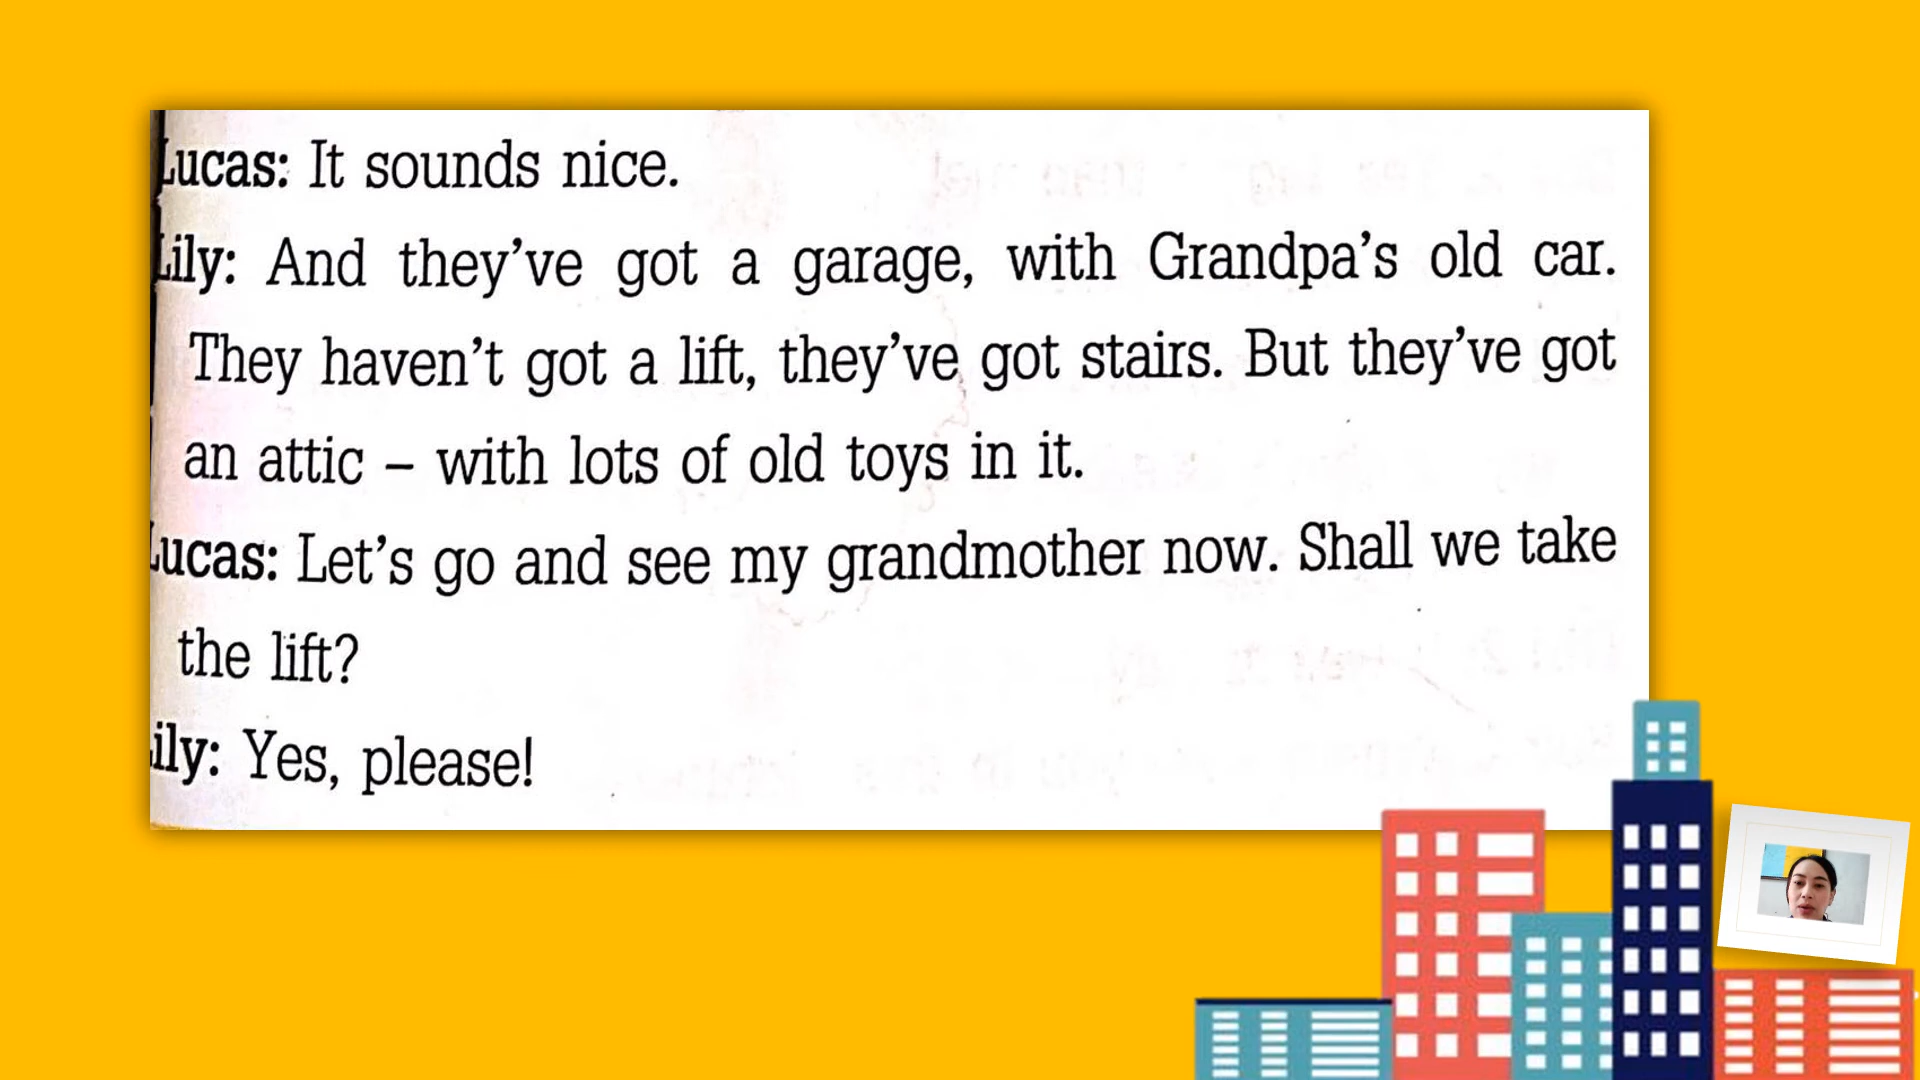 Lucas: It sounds nice.
Lily: And they've got a garage, with Grandpa's old car.
They haven't got a lift, they've got stairs. But they've got
an attic – with lots of old toys in it.
Lucas: Let's go and see my grandmother now. Shall we take
the lift?
ily: Yes, please!